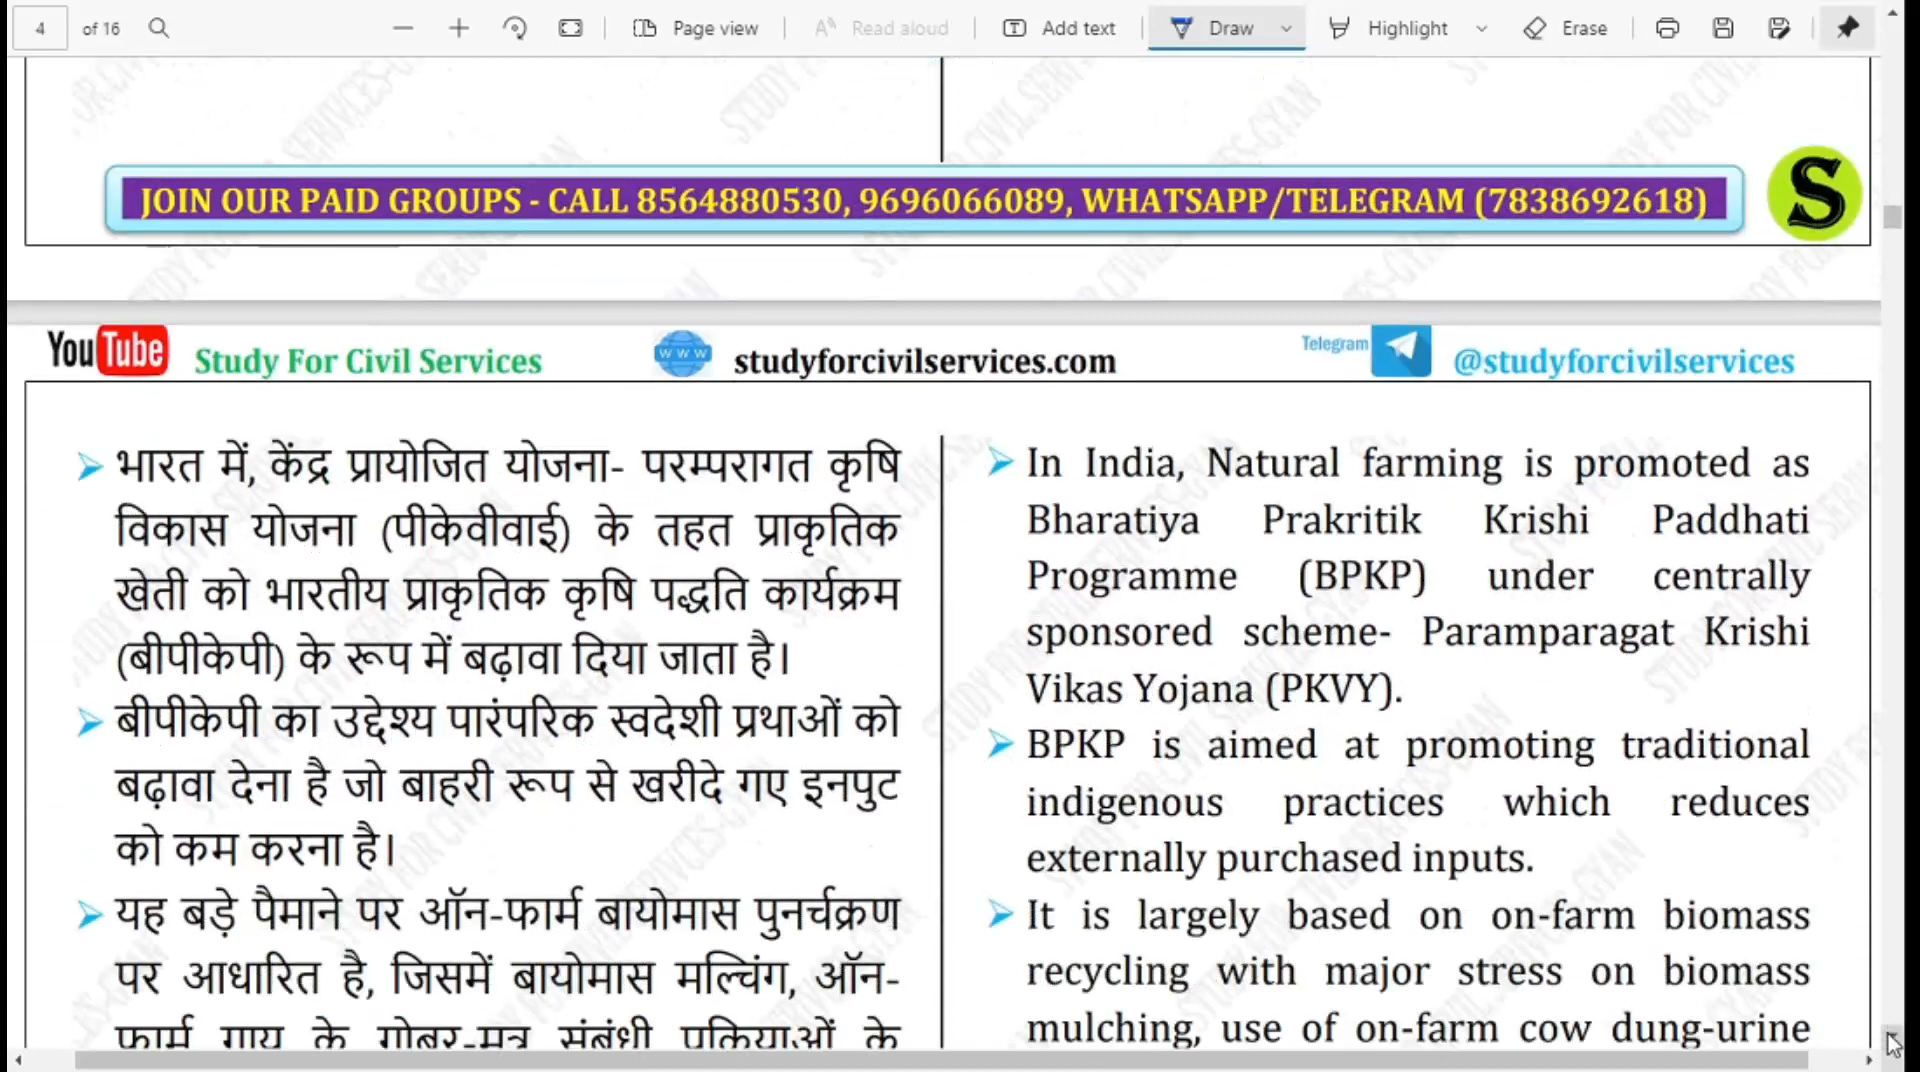 4 of 16 Page view Read aloud Add text Draw Highlight Erase
JOIN OUR PAID GROUPS - CALL 8564880530, 9696066089, WHATSAPP/TELEGRAM (7838692618)
S
YouTube Study For Civil Services www studyforcivilservices.com Telegram @studyforcivilservices
भारत में, केंद्र प्रायोजित योजना- परम्परागत कृषि
विकास योजना (पीकेवीवाई) के तहत प्राकृतिक
खेती को भारतीय प्राकृतिक कृषि पद्धति कार्यक्रम
(बीपीकेपी) के रूप में बढ़ावा दिया जाता है।
बीपीकेपी का उद्देश्य पारंपरिक स्वदेशी प्रथाओं को
बढ़ावा देना है जो बाहरी रूप से खरीदे गए इनपुट
को कम करना है।
यह बड़े पैमाने पर ऑन-फार्म बायोमास पुनर्चक्रण
पर आधारित है, जिसमें बायोमास मल्चिंग, ऑन-
फार्म गाय के गोबर-मूत्र संबंधी प्रक्रियाओं के
In India, Natural farming is promoted as
Bharatiya Prakritik Krishi Paddhati
Programme (BPKP) under centrally
sponsored scheme- Paramparagat Krishi
Vikas Yojana (PKVY).
BPKP is aimed at promoting traditional
indigenous practices which reduces
externally purchased inputs.
It is largely based on on-farm biomass
recycling with major stress on biomass
mulching, use of on-farm cow dung-urine